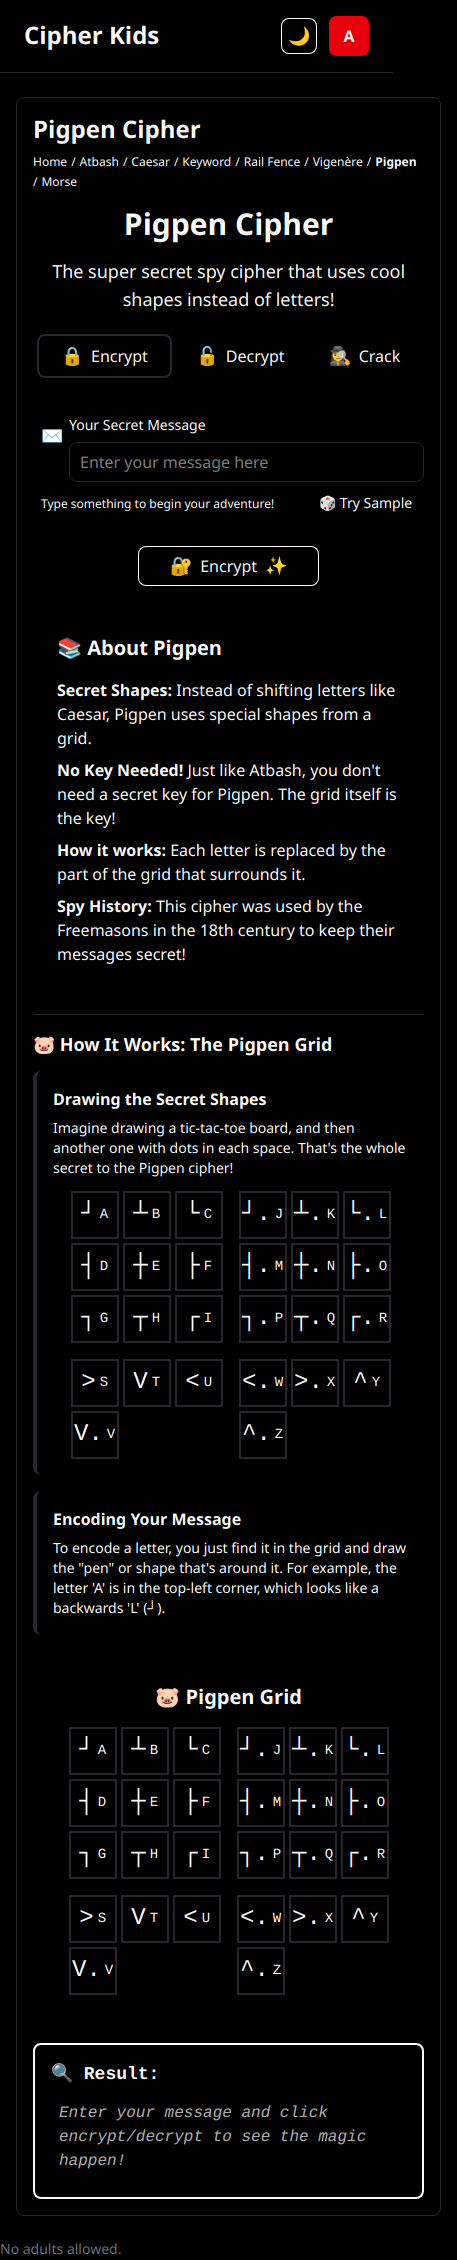 Cipher Kids
🌙
A
Pigpen Cipher
Home / Atbash / Caesar / Keyword / Rail Fence / Vigenère / Pigpen
/ Morse
Pigpen Cipher
The super secret spy cipher that uses cool
shapes instead of letters!
🔒 Encrypt 🔓 Decrypt 🕵️ Crack
✉️ Your Secret Message
Enter your message here
Type something to begin your adventure! 🎲 Try Sample
🔐 Encrypt ✨
📚 About Pigpen
Secret Shapes: Instead of shifting letters like
Caesar, Pigpen uses special shapes from a
grid.
No Key Needed! Just like Atbash, you don't
need a secret key for Pigpen. The grid itself is
the key!
How it works: Each letter is replaced by the
part of the grid that surrounds it.
Spy History: This cipher was used by the
Freemasons in the 18th century to keep their
messages secret!
🐷 How It Works: The Pigpen Grid
Drawing the Secret Shapes
Imagine drawing a tic-tac-toe board, and then
another one with dots in each space. That's the whole
secret to the Pigpen cipher!
┘ A ┴ B └ C ┘. J ┴. K └. L
┤ D ┼ E ├ F ┤. M ┼. N ├. O
┐ G ┬ H ┌ I ┐. P ┬. Q ┌. R
> S V T < U <. W >. X ^ Y
V. V ^. Z
Encoding Your Message
To encode a letter, you just find it in the grid and draw
the "pen" or shape that's around it. For example, the
letter 'A' is in the top-left corner, which looks like a
backwards 'L' (┘).
🐷 Pigpen Grid
┘ A ┴ B └ C ┘. J ┴. K └. L
┤ D ┼ E ├ F ┤. M ┼. N ├. O
┐ G ┬ H ┌ I ┐. P ┬. Q ┌. R
> S V T < U <. W >. X ^ Y
V. V ^. Z
🔍 Result:
Enter your message and click
encrypt/decrypt to see the magic
happen!
No adults allowed.